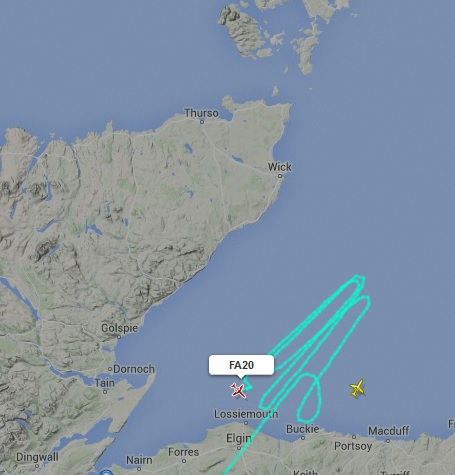 Thurso
Wick
Golspie
Dornoch
Tain
FA20
Lossiemouth
Elgin
Buckie
Macduff
Portsoy
Forres
Nairn
Dingwall
Keith
Turriff